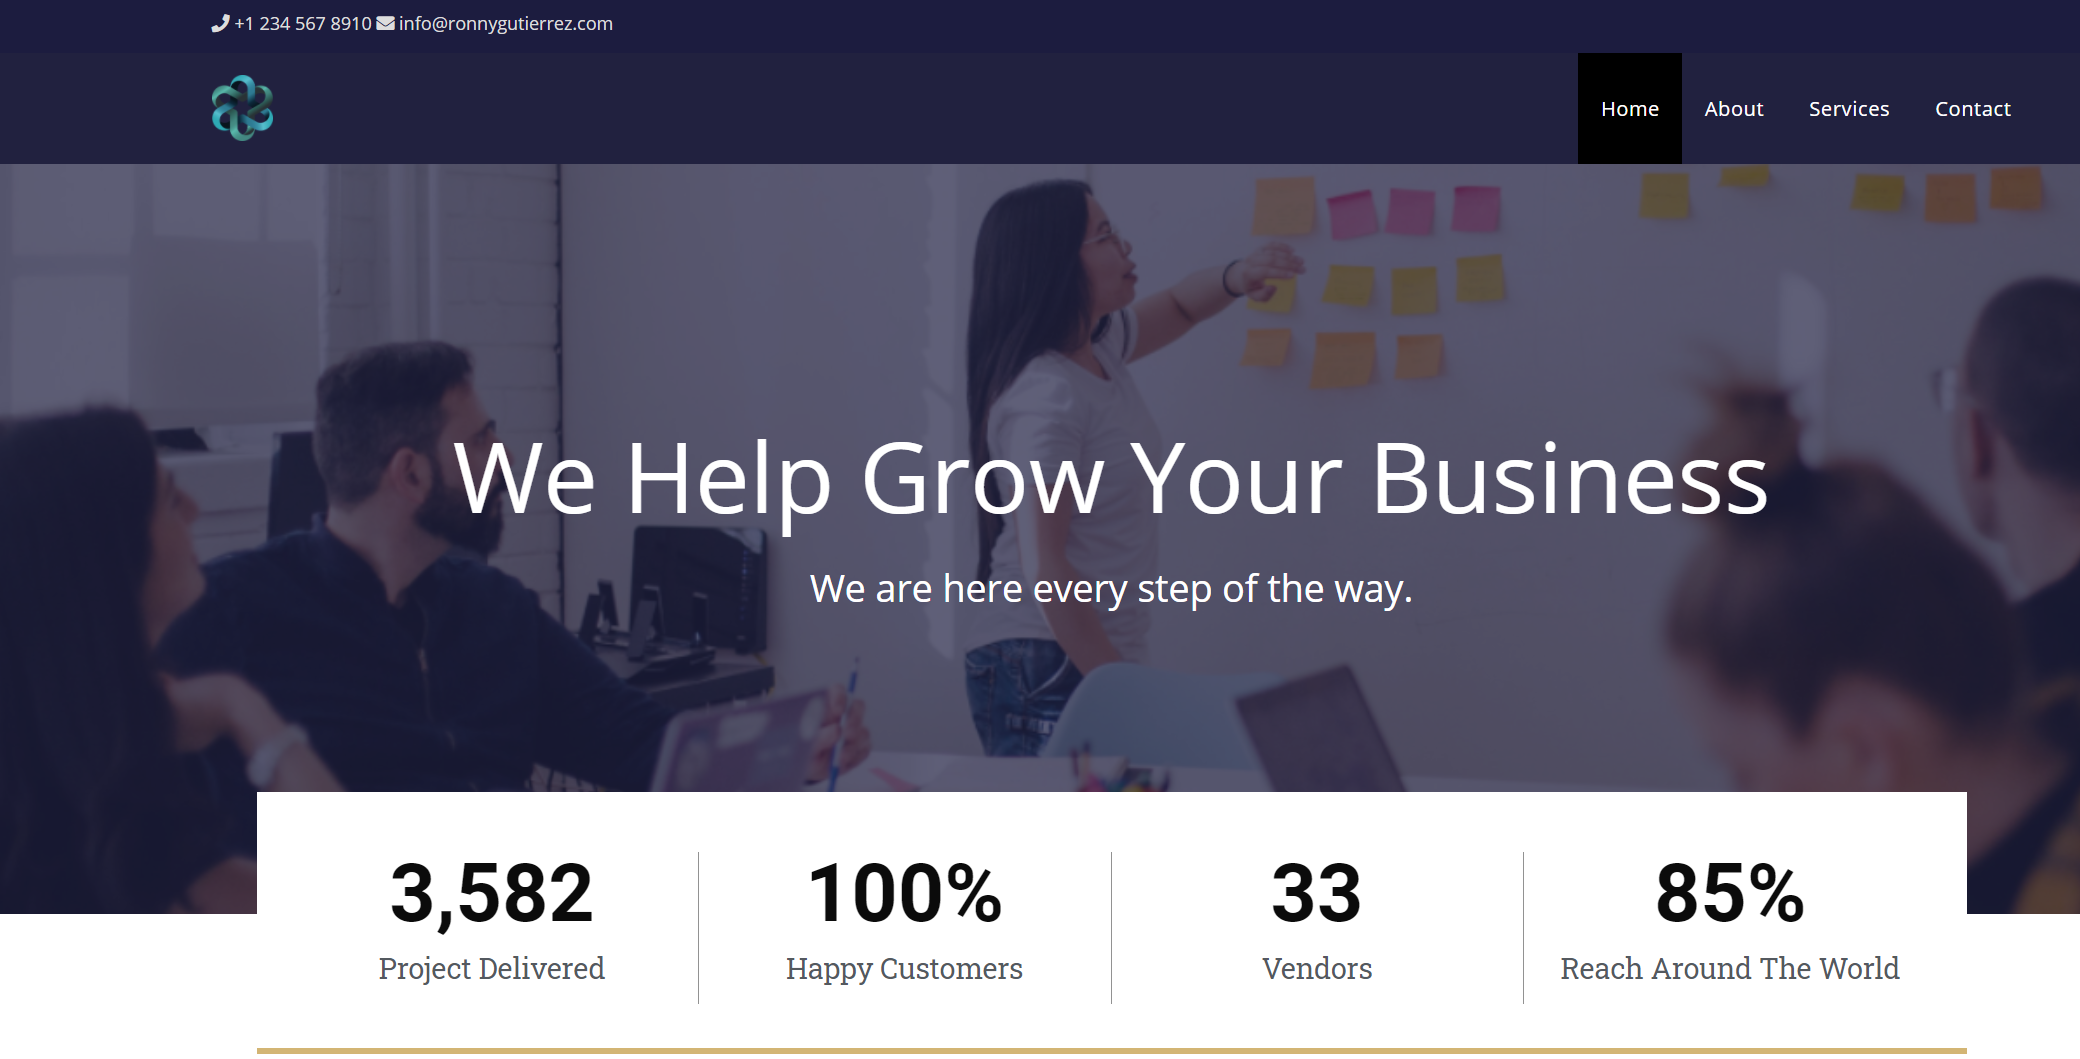 +1 234 567 8910 info@ronnygutierrez.com
Home About Services Contact
We Help Grow Your Business
We are here every step of the way.
3,582 100% 33 85%
Project Delivered Happy Customers Vendors Reach Around The World